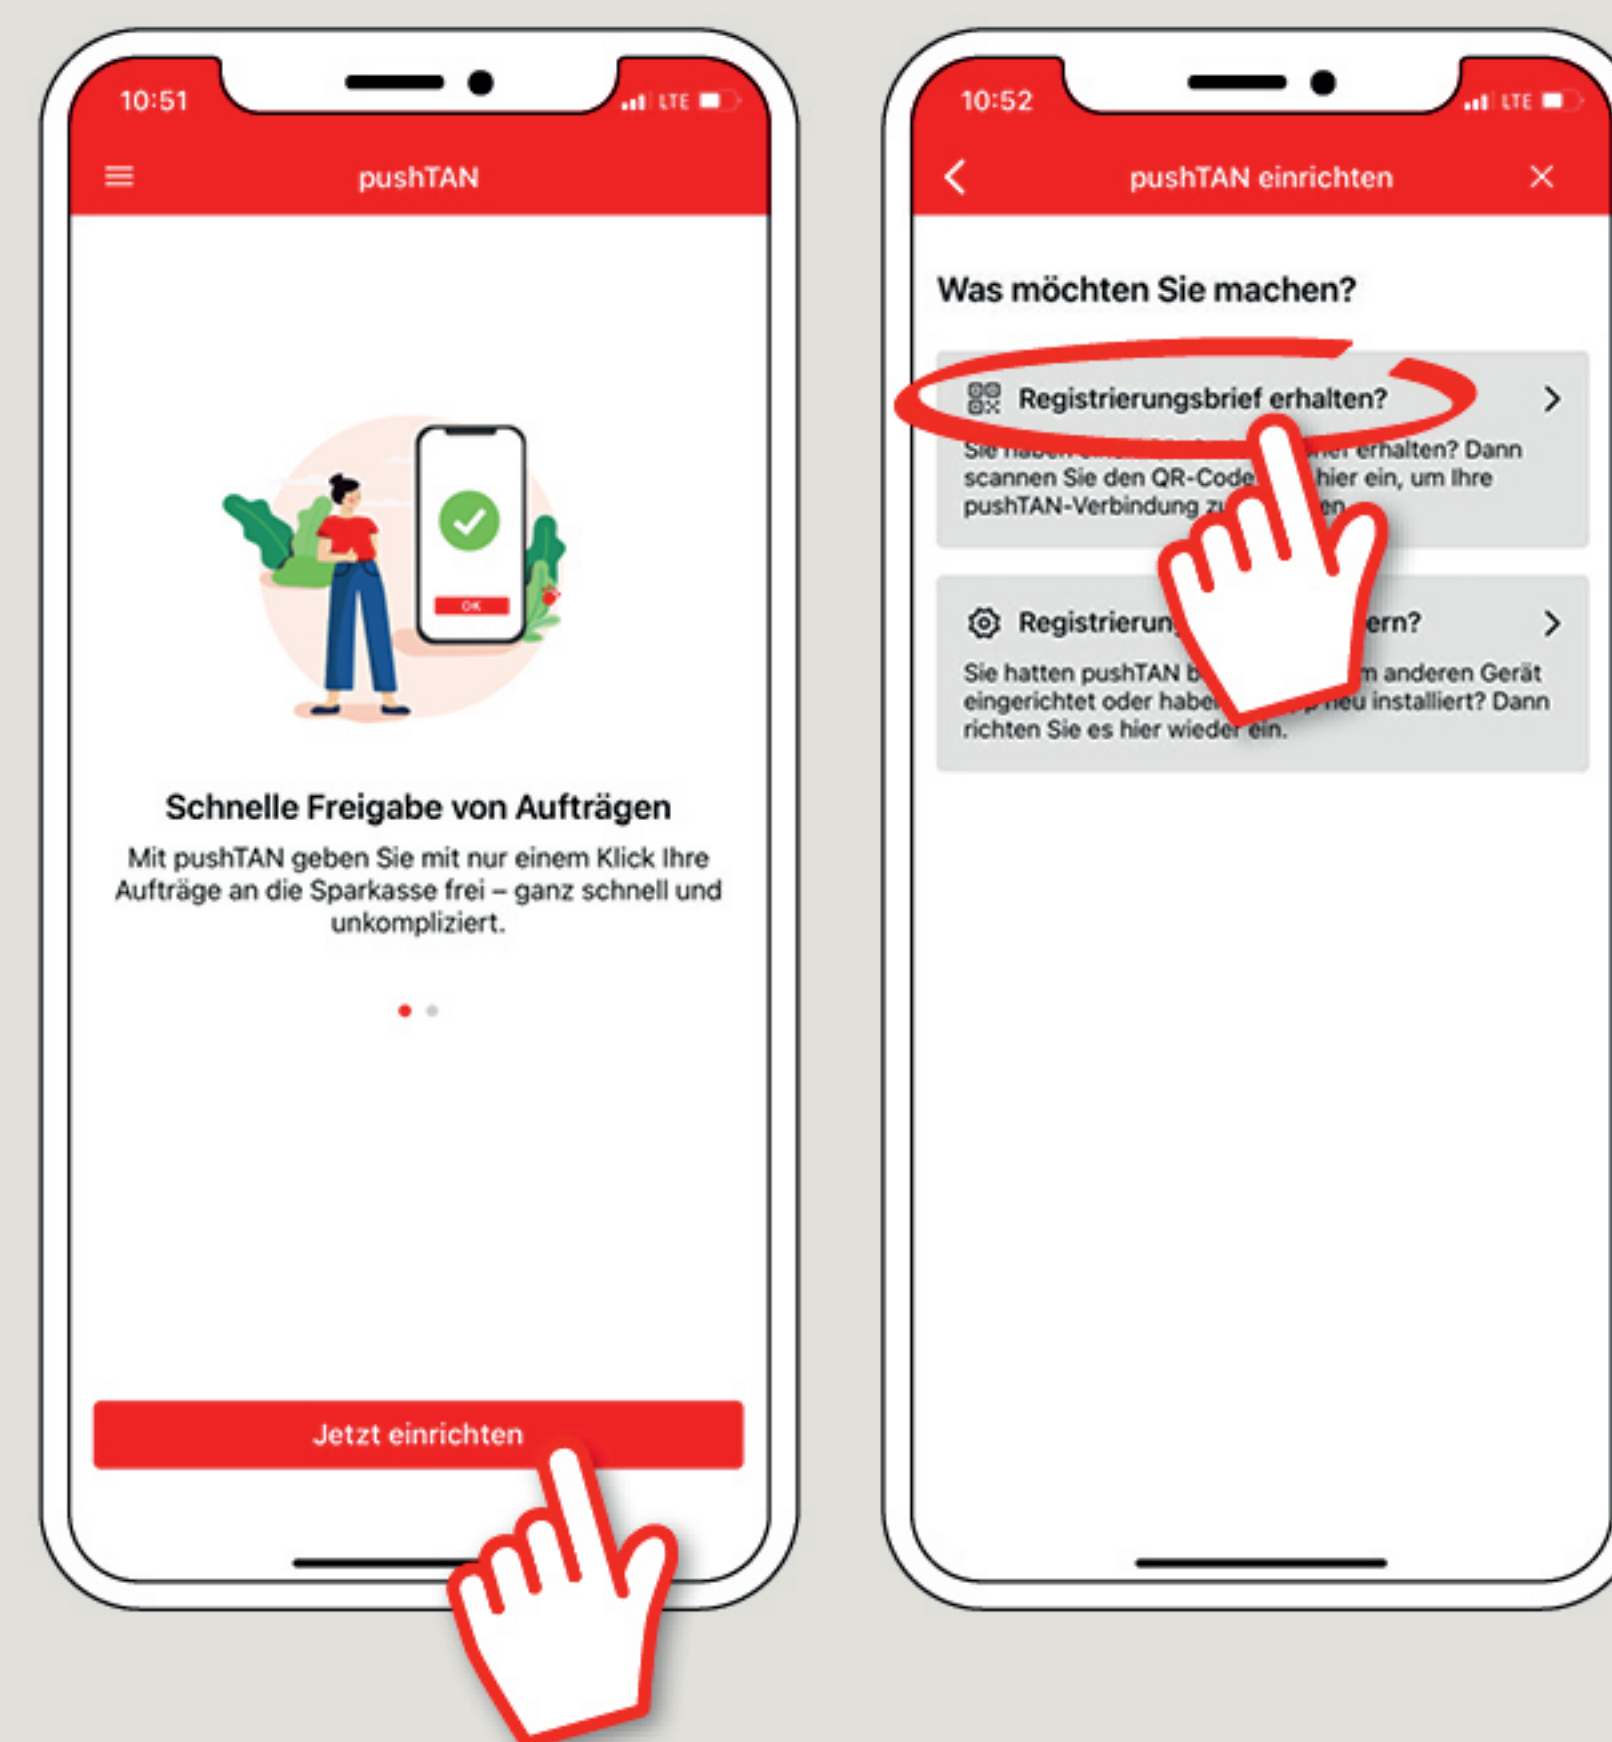 10:51
LTE
pushTAN
OK
Schnelle Freigabe von Aufträgen
Mit pushTAN geben Sie mit nur einem Klick Ihre
Aufträge an die Sparkasse frei – ganz schnell und
unkompliziert.
Jetzt einrichten
10:52
LTE
pushTAN einrichten
Was möchten Sie machen?
Registrierungsbrief erhalten?
Sie haben erhalten? Dann
scannen Sie den QR-Code hier ein, um Ihre
pushTAN-Verbindung
Sie hatten pushTAN anderen Gerät
eingerichtet oder neu installiert? Dann
richten Sie es hier wieder ein.